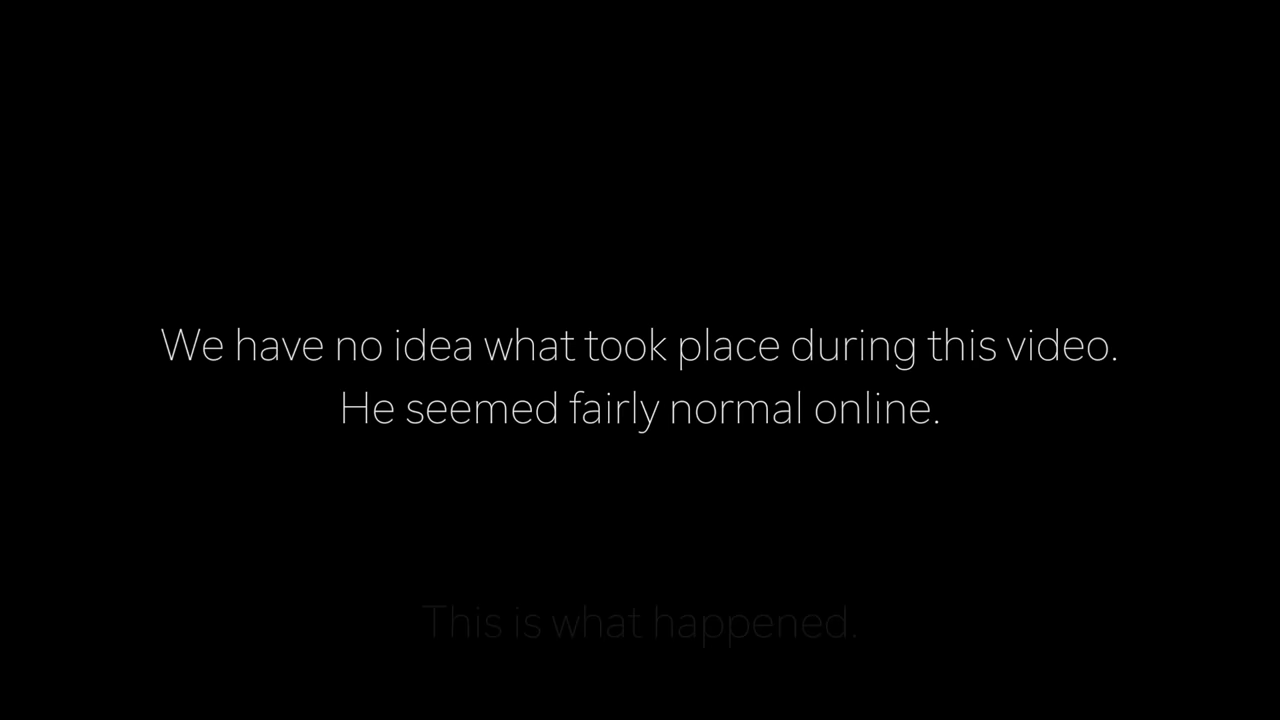 We have no idea what took place during this video.
He seemed fairly normal online.
This is what happened.